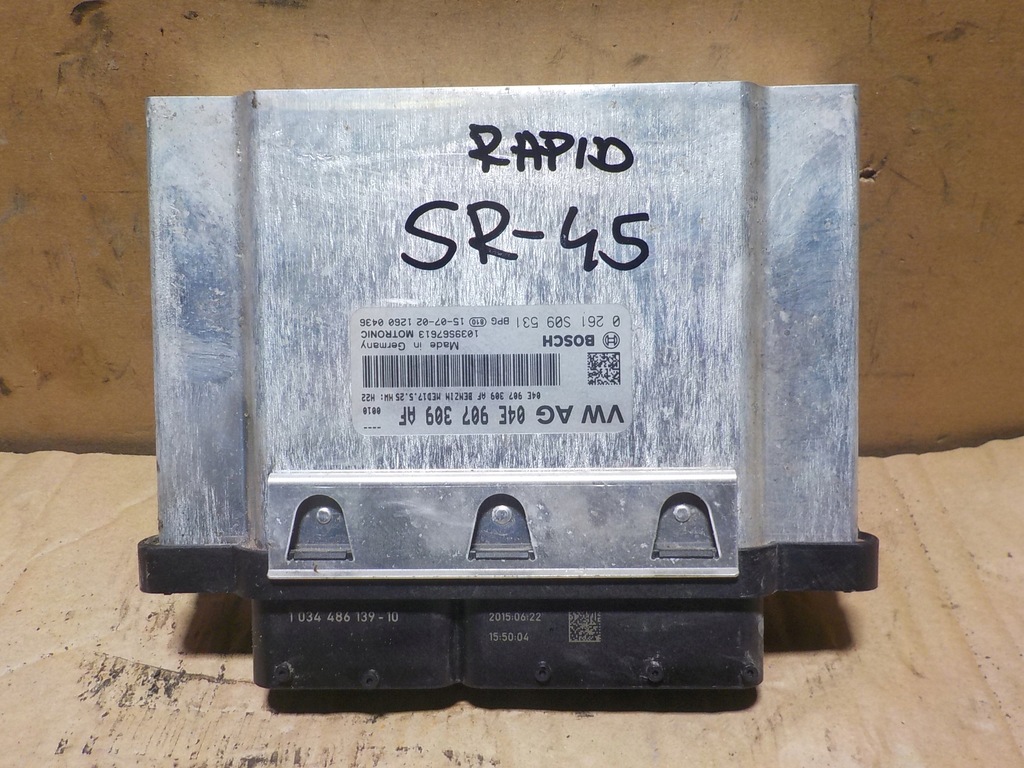 RAPID
SR-45
VW AG 04E 907 309 AF
04E 907 309 AF BENZIN MED17.5.25 HW: H22 0010 ---
BOSCH Made in Germany
1039S67613 MOTRONIC
0 261 S09 531 BPG 810 15-07-02 1260 0436
1 034 486 139-10
2015:06:22
15:50:04